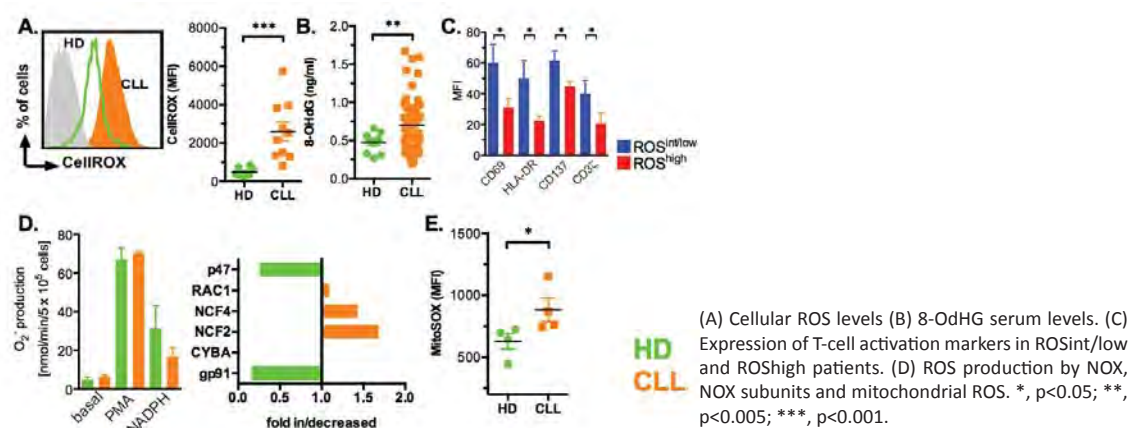 A.
HD
CLL
% of cells
CellROX
CellROX (MFI)
8000
6000
4000
2000
0
***
HD
CLL
B.
8-OHdG (ng/ml)
2.0
1.5
1.0
0.5
0.0
**
HD
CLL
C.
MFI
80
60
40
20
0
* * * *
CD69
HLA-DR
CD137
CD3ζ
ROSint/low
ROShigh
D.
O2- production
[nmol/min/5 x 10⁵ cells]
80
60
40
20
0
basal
PMA
NADPH
p47
RAC1
NCF4
NCF2
CYBA
gp91
0.0
0.5
1.0
1.5
2.0
fold in/decreased
E.
MitoSOX (MFI)
1500
1000
500
*
HD
CLL
HD
CLL
(A) Cellular ROS levels (B) 8-OdHG serum levels. (C)
Expression of T-cell activation markers in ROSint/low
and ROShigh patients. (D) ROS production by NOX,
NOX subunits and mitochondrial ROS. *, p<0.05; **,
p<0.005; ***, p<0.001.